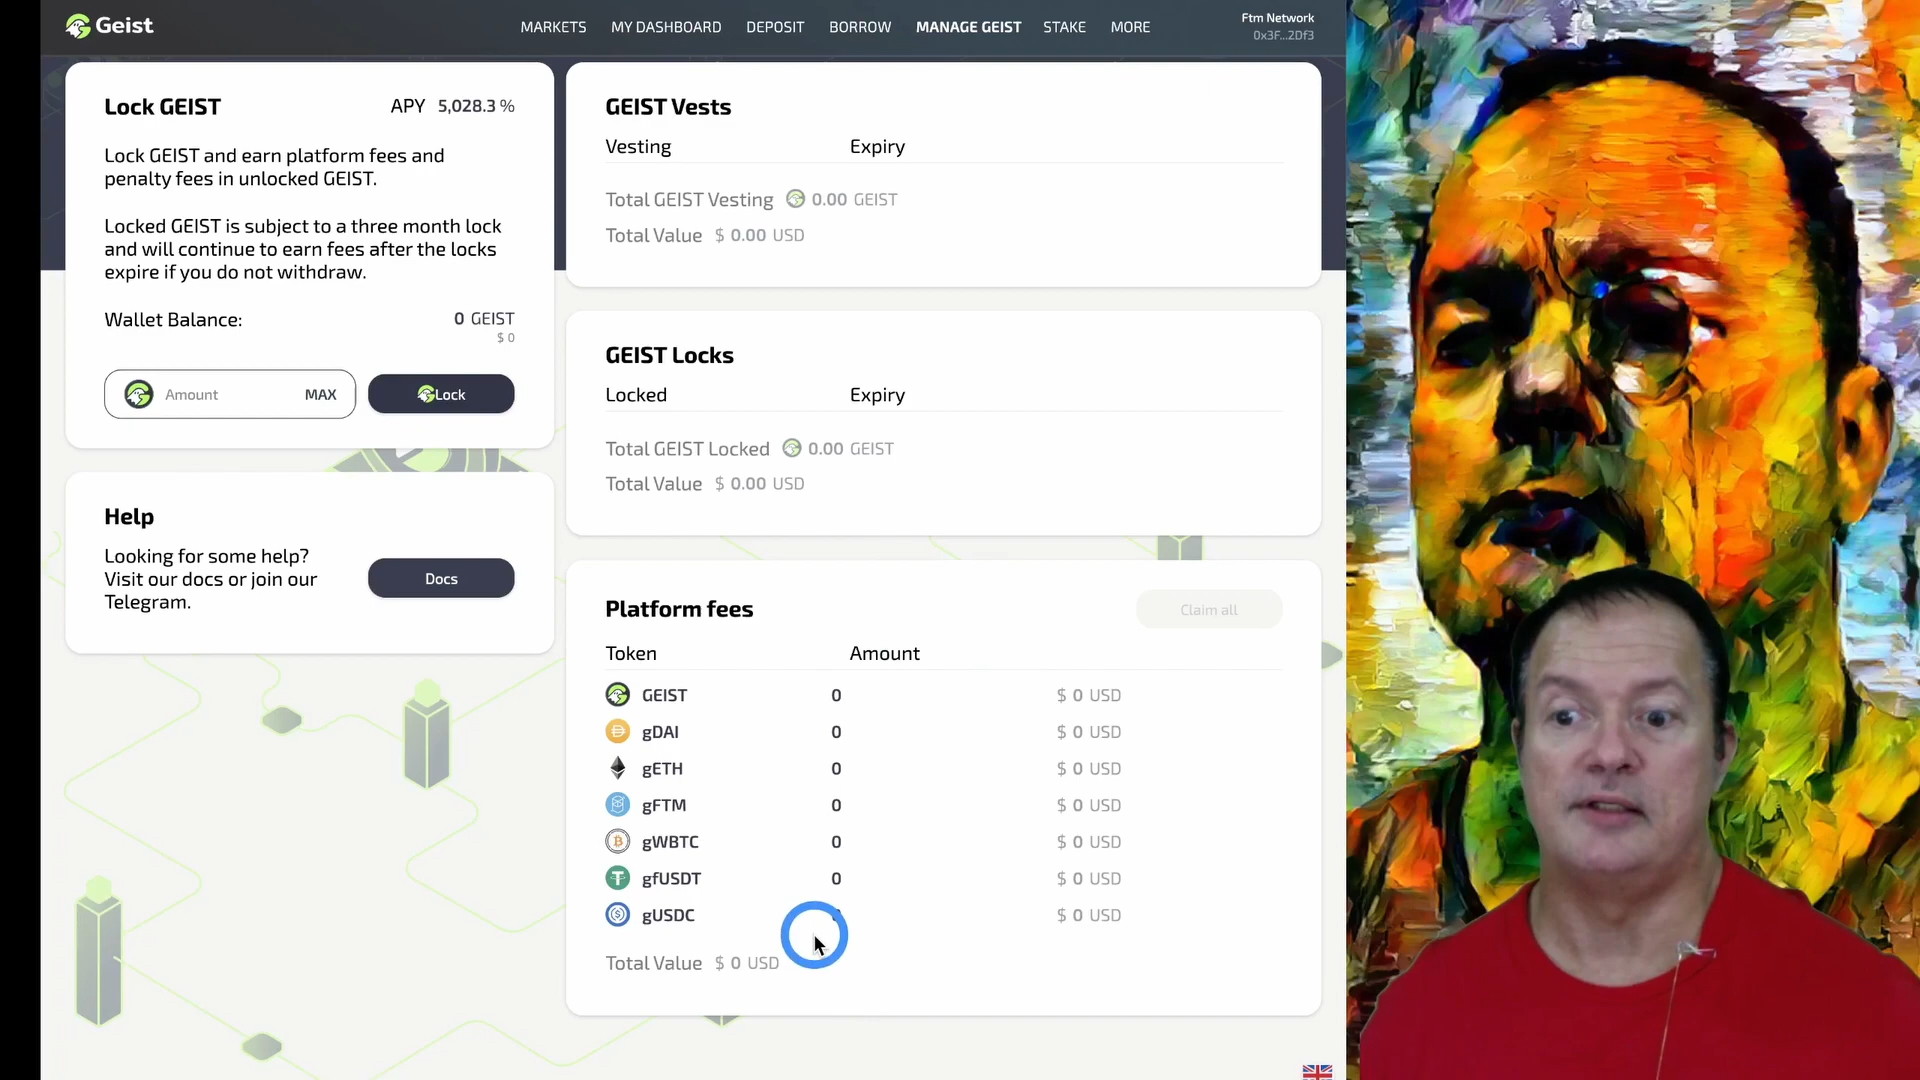 Geist
MARKETS MY DASHBOARD DEPOSIT BORROW MANAGE GEIST STAKE MORE
Ftm Network
0x3F...2Df3
Lock GEIST APY 5,028.3 %
Lock GEIST and earn platform fees and
penalty fees in unlocked GEIST.
Locked GEIST is subject to a three month lock
and will continue to earn fees after the locks
expire if you do not withdraw.
Wallet Balance: 0 GEIST
$ 0
Amount MAX Lock
Help
Looking for some help?
Visit our docs or join our
Telegram.
Docs
GEIST Vests
Vesting Expiry
Total GEIST Vesting 0.00 GEIST
Total Value $ 0.00 USD
GEIST Locks
Locked Expiry
Total GEIST Locked 0.00 GEIST
Total Value $ 0.00 USD
Platform fees Claim all
Token Amount
GEIST 0 $ 0 USD
gDAI 0 $ 0 USD
gETH 0 $ 0 USD
gFTM 0 $ 0 USD
gWBTC 0 $ 0 USD
gfUSDT 0 $ 0 USD
gUSDC 0 $ 0 USD
Total Value $ 0 USD